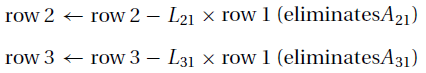 row 2 ← row 2 − L₂₁ × row 1 (eliminatesA₂₁)
row 3 ← row 3 − L₃₁ × row 1 (eliminatesA₃₁)